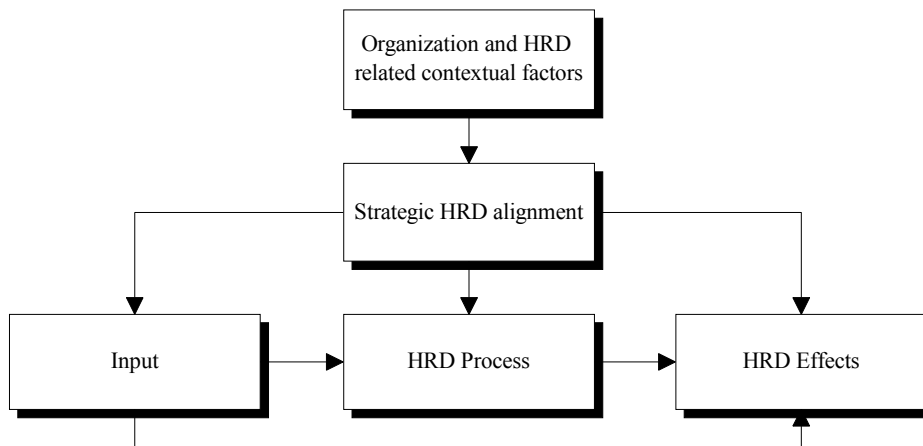 Organization and HRD
related contextual factors
Strategic HRD alignment
Input
HRD Process
HRD Effects